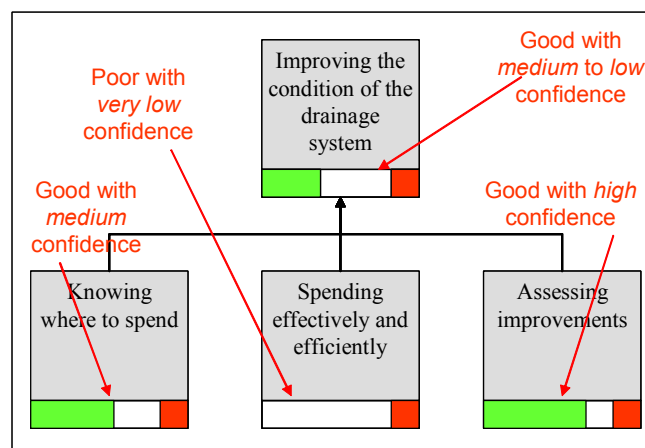 Improving the
condition of the
drainage
system
Good with
medium to low
confidence
Poor with
very low
confidence
Good with
medium
confidence
Good with high
confidence
Knowing
where to spend
Spending
effectively and
efficiently
Assessing
improvements